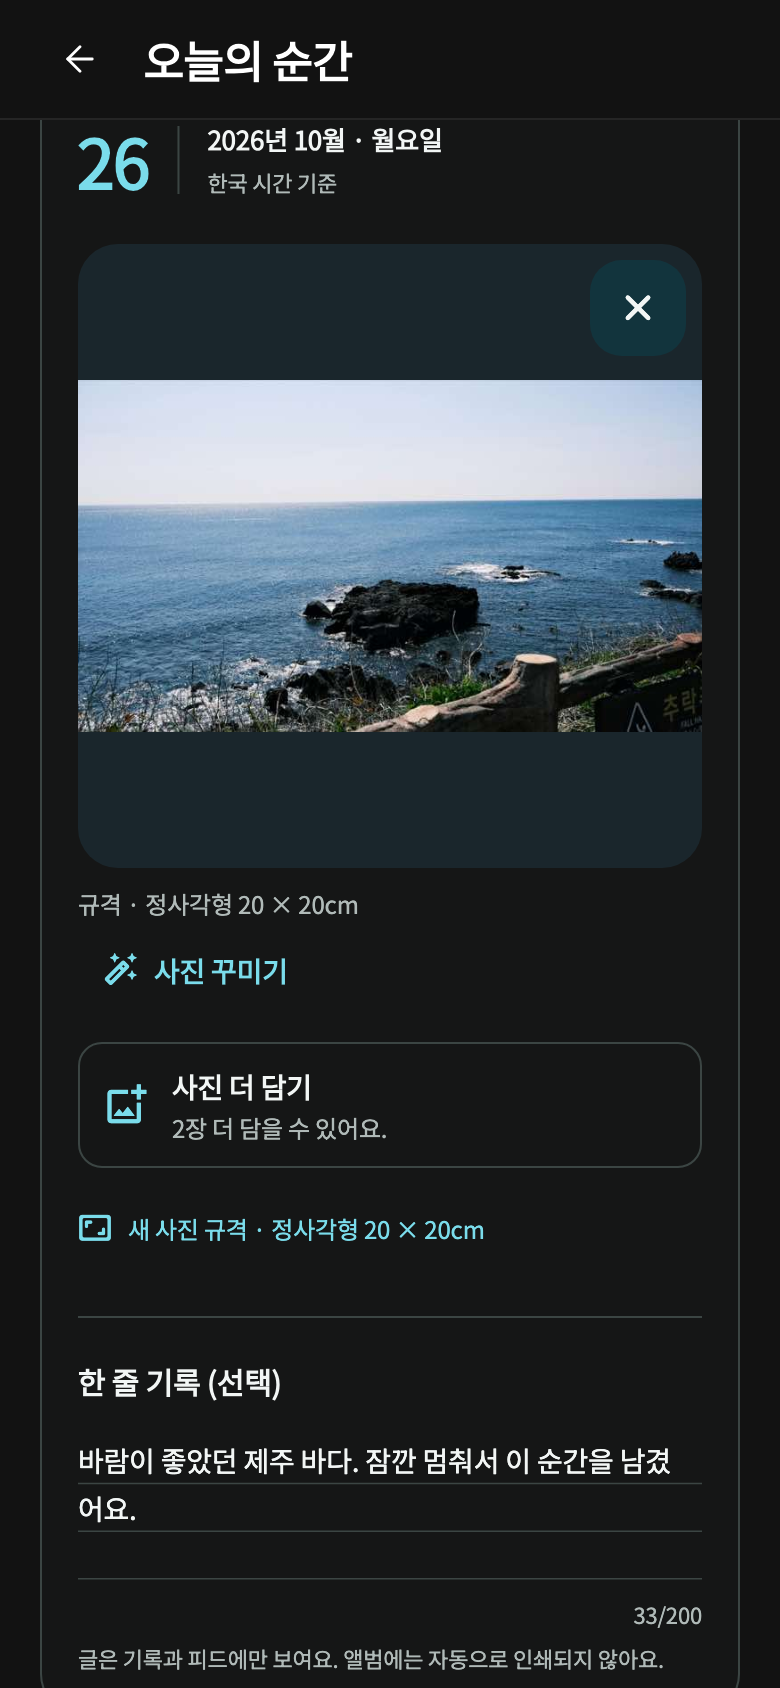 오늘의 순간
26
2026년 10월 · 월요일
한국 시간 기준
추락
규격 · 정사각형 20 × 20cm
사진 꾸미기
사진 더 담기
2장 더 담을 수 있어요.
새 사진 규격 · 정사각형 20 × 20cm
한 줄 기록 (선택)
바람이 좋았던 제주 바다. 잠깐 멈춰서 이 순간을 남겼
어요.
33/200
글은 기록과 피드에만 보여요. 앨범에는 자동으로 인쇄되지 않아요.